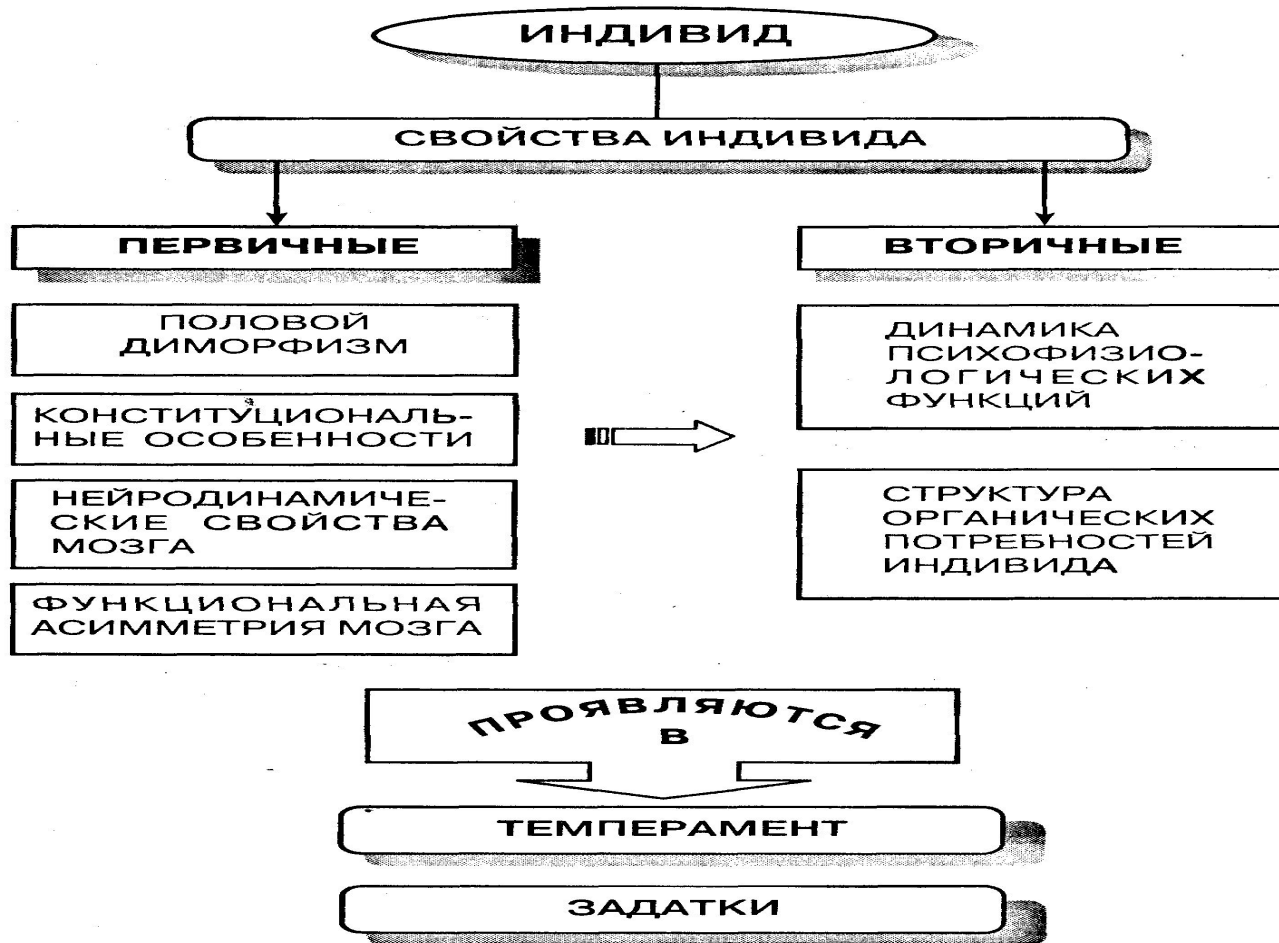 ИНДИВИД
СВОЙСТВА ИНДИВИДА
ПЕРВИЧНЫЕ
ПОЛОВОЙ
ДИМОРФИЗМ
КОНСТИТУЦИОНАЛЬ-
НЫЕ ОСОБЕННОСТИ
НЕЙРОДИНАМИЧЕ-
СКИЕ СВОЙСТВА
МОЗГА
ФУНКЦИОНАЛЬНАЯ
АСИММЕТРИЯ МОЗГА
ВТОРИЧНЫЕ
ДИНАМИКА
ПСИХОФИЗИО-
ЛОГИЧЕСКИХ
ФУНКЦИЙ
СТРУКТУРА
ОРГАНИЧЕСКИХ
ПОТРЕБНОСТЕЙ
ИНДИВИДА
ПРОЯВЛЯЮТСЯ
В
ТЕМПЕРАМЕНТ
ЗАДАТКИ